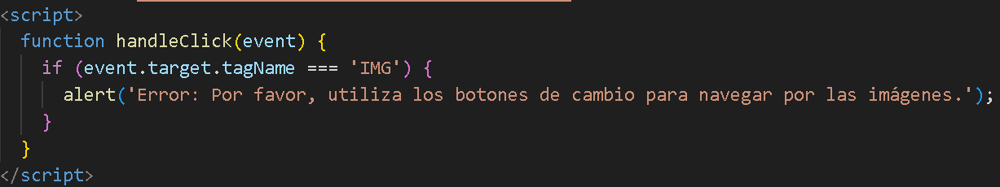 <script>
function handleClick(event) {
if (event.target.tagName === 'IMG') {
alert('Error: Por favor, utiliza los botones de cambio para navegar por las imágenes.');
}
}
</script>